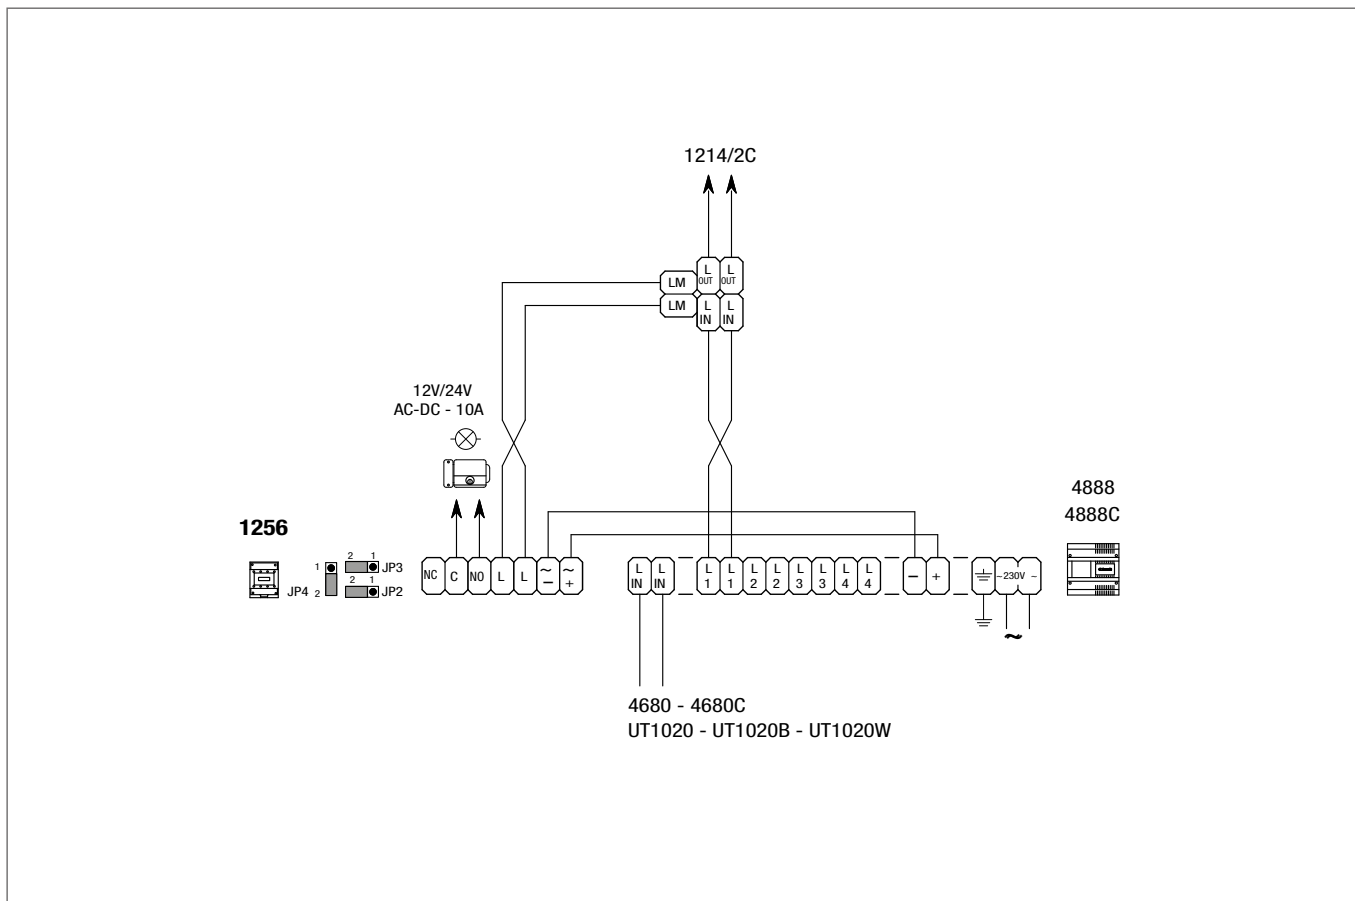 1214/2C
L OUT L OUT
LM
LM
L IN L IN
12V/24V
AC-DC - 10A
4888
4888C
1256
2 1 JP3
1
JP4 2
2 1 JP2
NC C NO L L ~ − ~ +
L IN L IN L 1 L 1 L 2 L 2 L 3 L 3 L 4 L 4 − + ~230V ~
~
4680 - 4680C
UT1020 - UT1020B - UT1020W